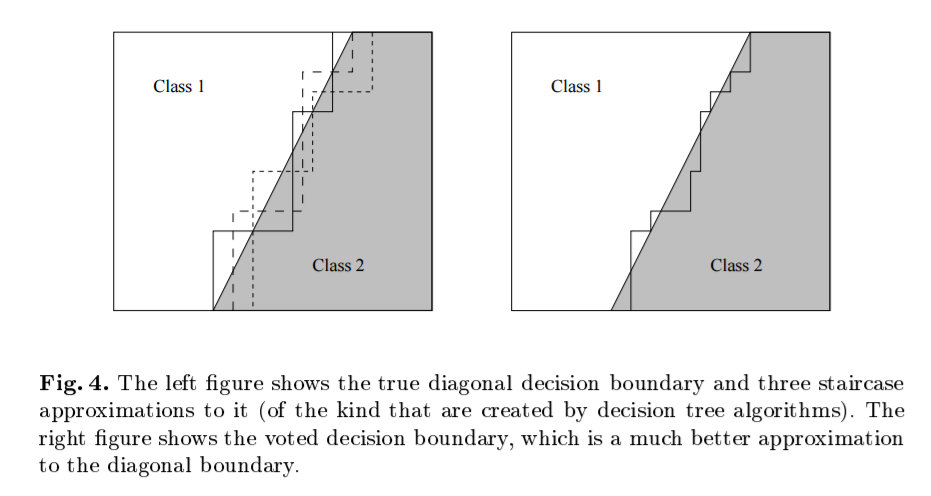 Class 1
Class 2
Class 1
Class 2
Fig. 4. The left figure shows the true diagonal decision boundary and three staircase
approximations to it (of the kind that are created by decision tree algorithms). The
right figure shows the voted decision boundary, which is a much better approximation
to the diagonal boundary.